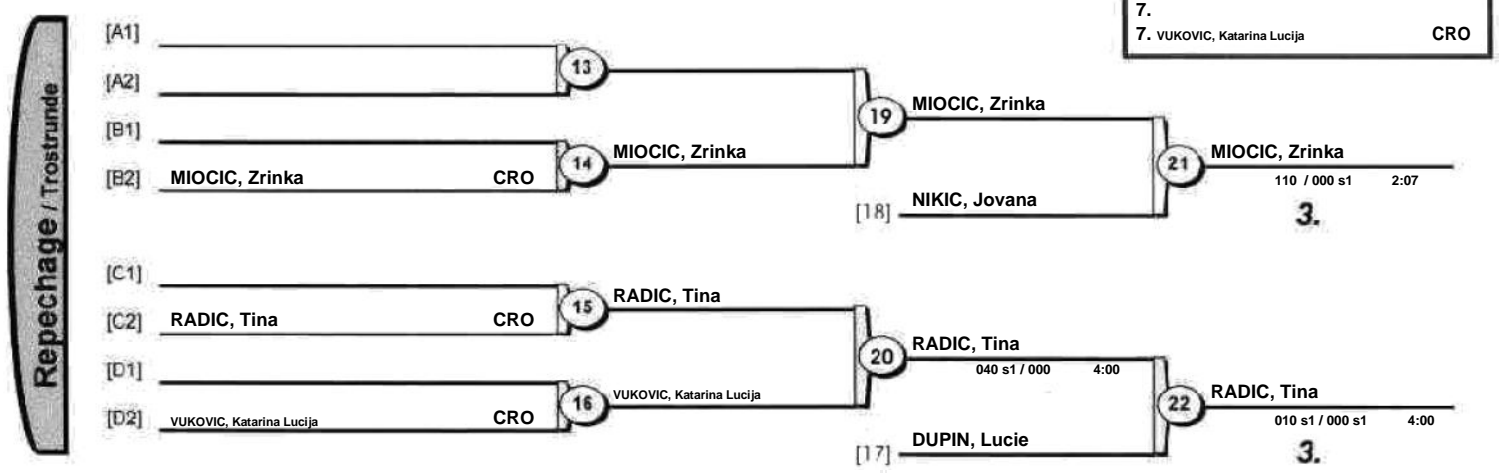 7.
7. VUKOVIC, Katarina Lucija CRO
Repechage / Trostrunde
[A1]
13
[A2]
19 MIOCIC, Zrinka
[B1]
14 MIOCIC, Zrinka
21 MIOCIC, Zrinka
[B2] MIOCIC, Zrinka CRO
110 / 000 s1 2:07
[18] NIKIC, Jovana
3.
[C1]
15 RADIC, Tina
[C2] RADIC, Tina CRO
20 RADIC, Tina
040 s1 / 000 4:00
[D1]
16 VUKOVIC, Katarina Lucija
22 RADIC, Tina
[D2] VUKOVIC, Katarina Lucija CRO
010 s1 / 000 s1 4:00
[17] DUPIN, Lucie
3.